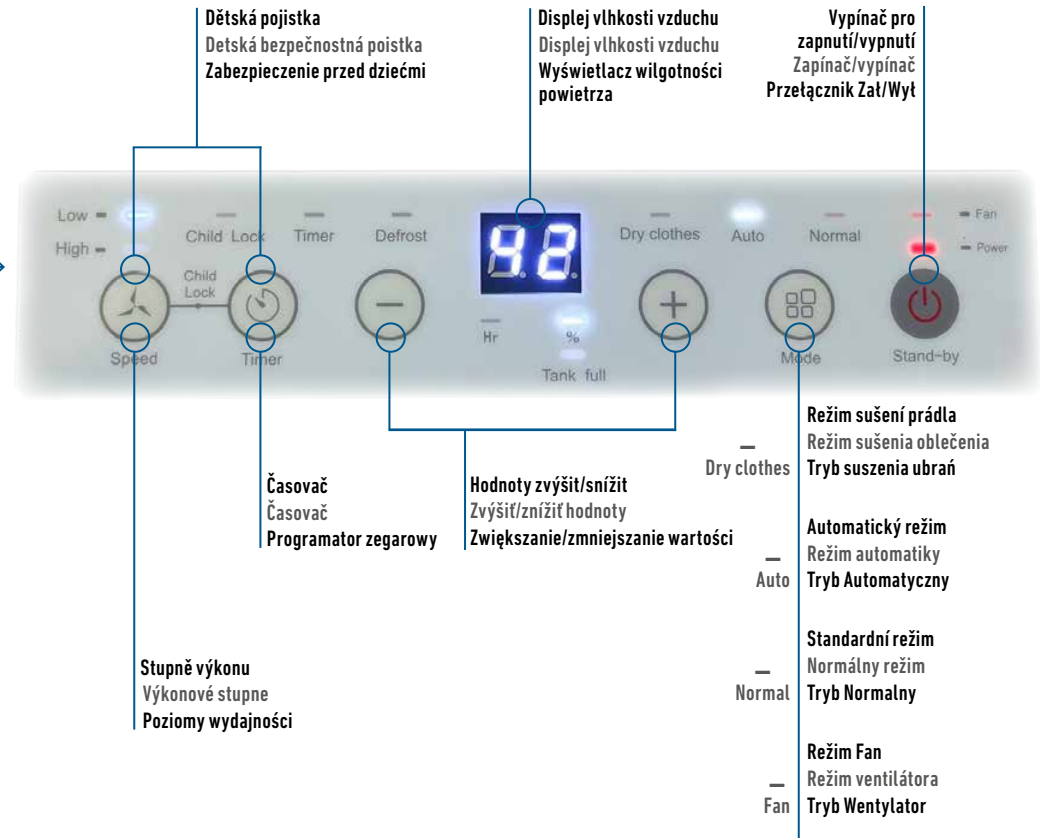 Dětská pojistka
Detská bezpečnostná poistka
Zabezpieczenie przed dziećmi
Displej vlhkosti vzduchu
Displej vlhkosti vzduchu
Wyświetlacz wilgotności
powietrza
Vypínač pro
zapnutí/vypnutí
Zapínač/vypínač
Przełącznik Zał/Wył
Low
High
Child Lock
Timer
Defrost
42
Dry clothes
Auto
Normal
Fan
Power
Child
Lock
Speed
Timer
Hr
%
Tank full
Mode
Stand-by
Časovač
Časovač
Programator zegarowy
Hodnoty zvýšit/snížit
Zvýšiť/znížiť hodnoty
Zwiększanie/zmniejszanie wartości
Stupně výkonu
Výkonové stupne
Poziomy wydajności
Režim sušení prádla
Režim sušenia oblečenia
Dry clothes Tryb suszenia ubrań
Automatický režim
Režim automatiky
Auto Tryb Automatyczny
Standardní režim
Normálny režim
Normal Tryb Normalny
Režim Fan
Režim ventilátora
Fan Tryb Wentylator